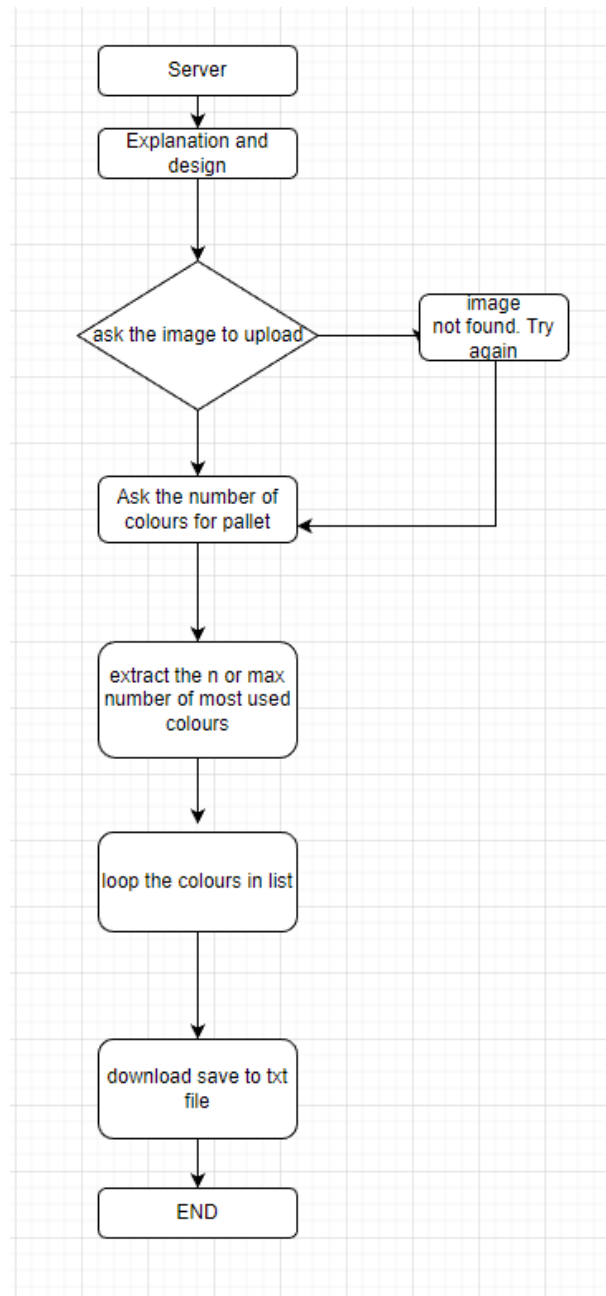 Server
Explanation and
design
ask the image to upload
image
not found. Try
again
Ask the number of
colours for pallet
extract the n or max
number of most used
colours
loop the colours in list
download save to txt
file
END